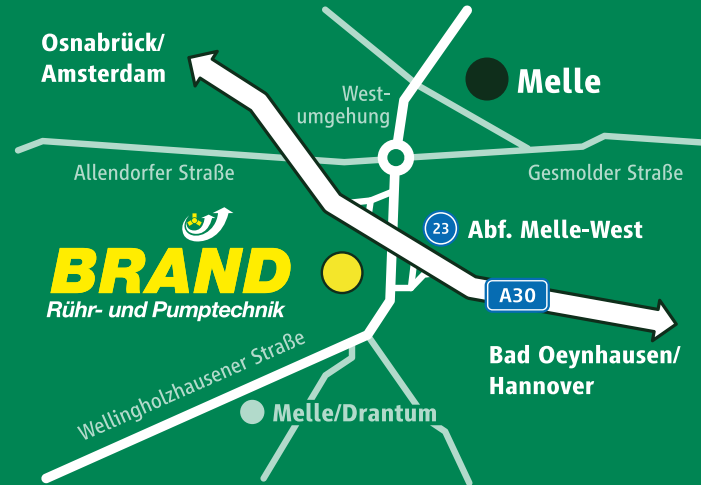 Osnabrück/
Amsterdam
Melle
West-
umgehung
Allendorfer Straße
Gesmolder Straße
23
Abf. Melle-West
BRAND
Rühr- und Pumptechnik
A30
Bad Oeynhausen/
Hannover
Wellingholzhausener Straße
Melle/Drantum